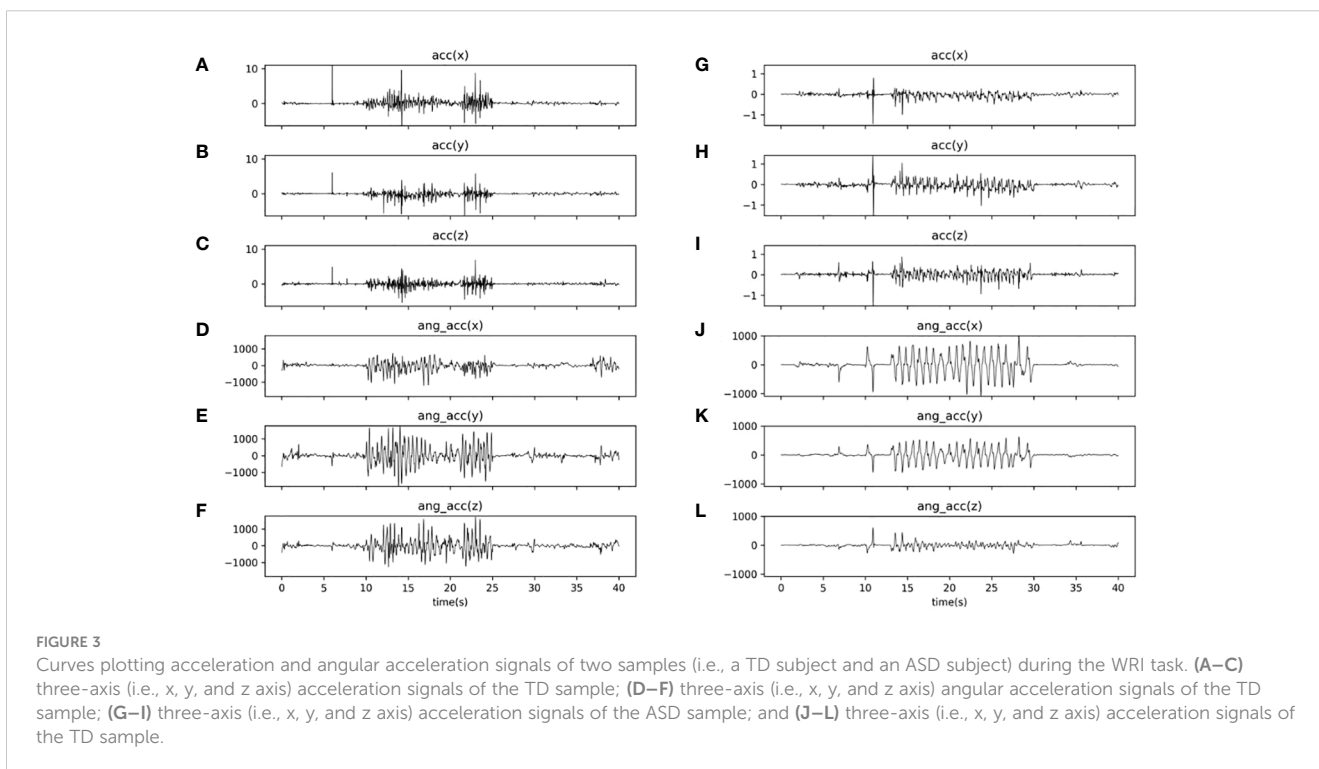 A
acc(x)
10
0
B
acc(y)
10
0
C
acc(z)
10
0
D
ang_acc(x)
1000
0
−1000
E
ang_acc(y)
1000
0
−1000
F
ang_acc(z)
1000
0
−1000
0 5 10 15 20 25 30 35 40
time(s)
G
acc(x)
1
0
−1
H
acc(y)
1
0
−1
I
acc(z)
1
0
−1
J
ang_acc(x)
1000
0
−1000
K
ang_acc(y)
1000
0
−1000
L
ang_acc(z)
1000
0
−1000
0 5 10 15 20 25 30 35 40
time(s)
FIGURE 3
Curves plotting acceleration and angular acceleration signals of two samples (i.e., a TD subject and an ASD subject) during the WRI task. (A–C)
three-axis (i.e., x, y, and z axis) acceleration signals of the TD sample; (D–F) three-axis (i.e., x, y, and z axis) angular acceleration signals of the TD
sample; (G–I) three-axis (i.e., x, y, and z axis) acceleration signals of the ASD sample; and (J–L) three-axis (i.e., x, y, and z axis) acceleration signals of
the TD sample.